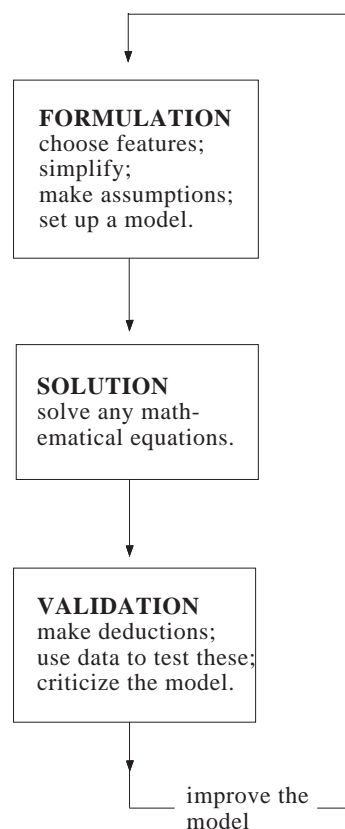 FORMULATION
choose features;
simplify;
make assumptions;
set up a model.
SOLUTION
solve any math-
ematical equations.
VALIDATION
make deductions;
use data to test these;
criticize the model.
improve the
model